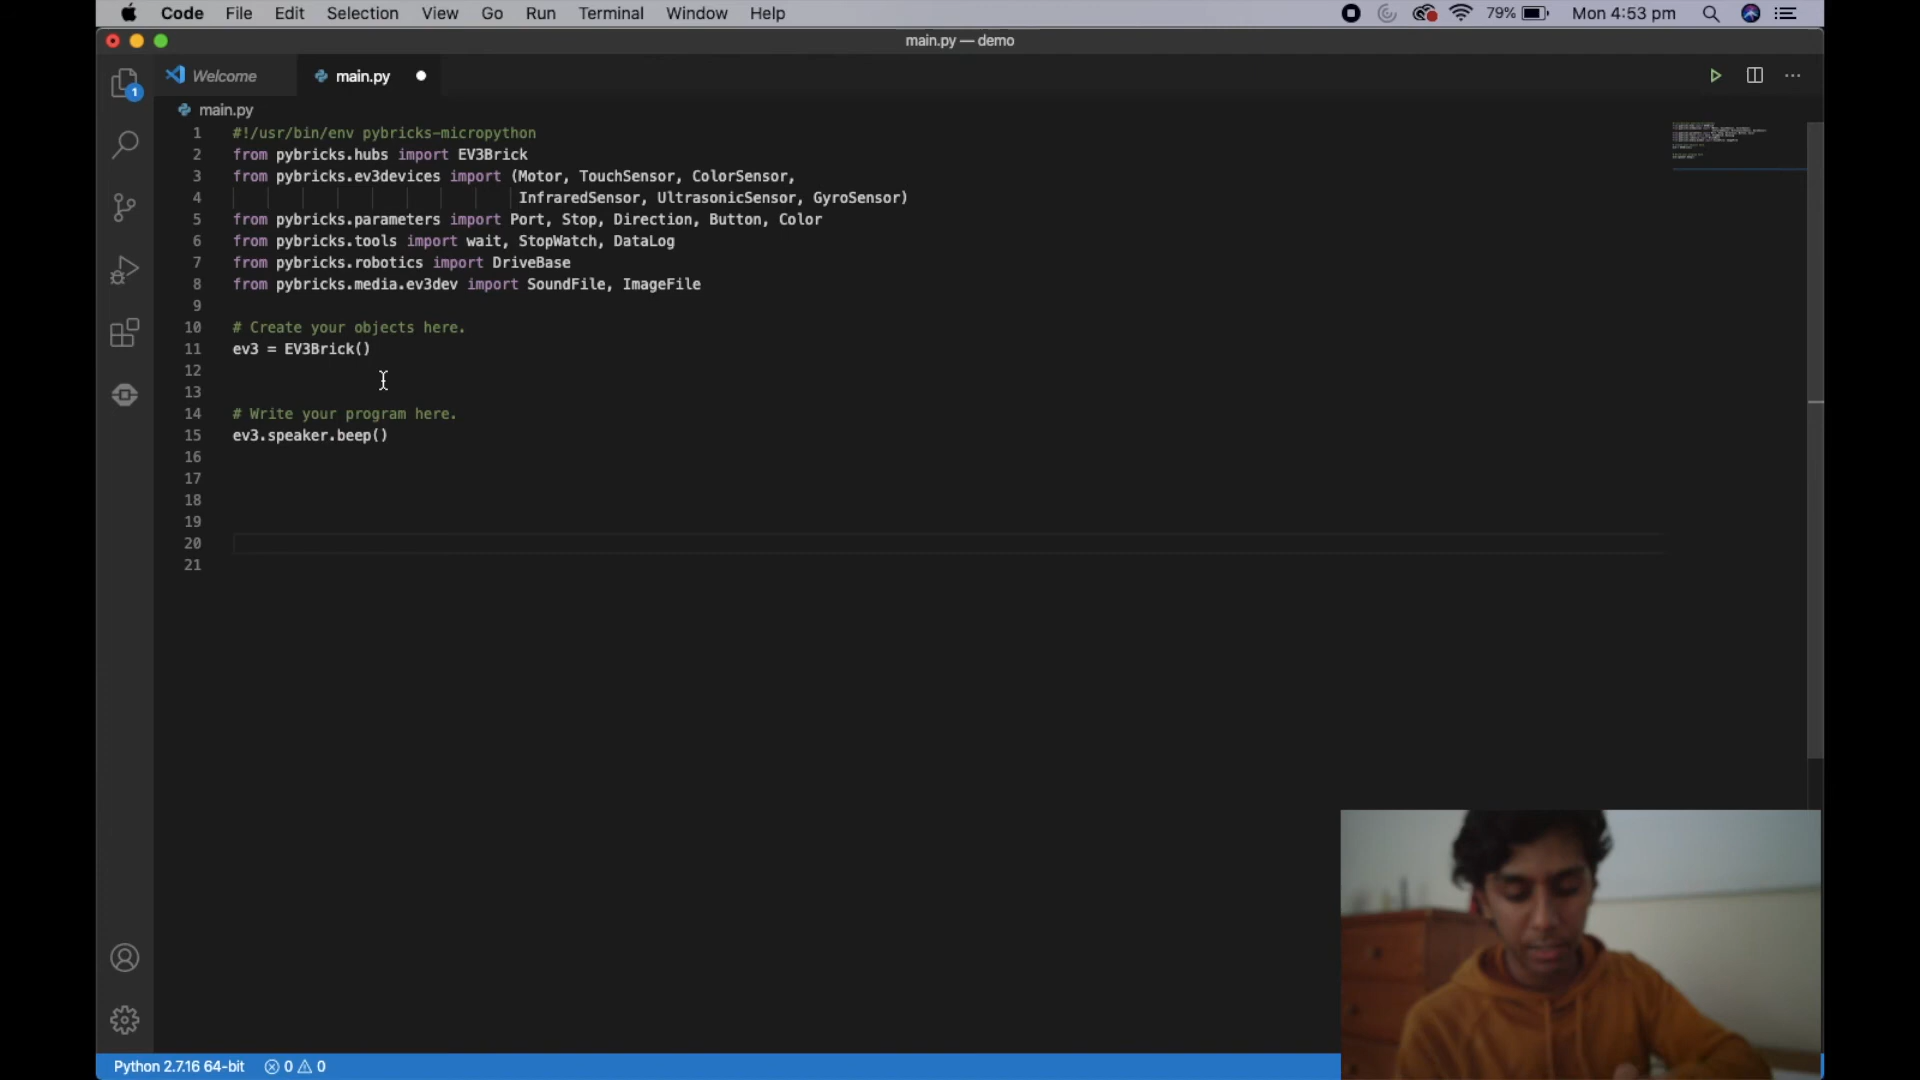 Code File Edit Selection View Go Run Terminal Window Help 79% Mon 4:53 pm
main.py — demo
Welcome main.py
1
main.py
1 #!/usr/bin/env pybricks-micropython
2 from pybricks.hubs import EV3Brick
3 from pybricks.ev3devices import (Motor, TouchSensor, ColorSensor,
4 InfraredSensor, UltrasonicSensor, GyroSensor)
5 from pybricks.parameters import Port, Stop, Direction, Button, Color
6 from pybricks.tools import wait, StopWatch, DataLog
7 from pybricks.robotics import DriveBase
8 from pybricks.media.ev3dev import SoundFile, ImageFile
9
10 # Create your objects here.
11 ev3 = EV3Brick()
12
13
14 # Write your program here.
15 ev3.speaker.beep()
16
17
18
19
20
21
Python 2.7.16 64-bit 0 0